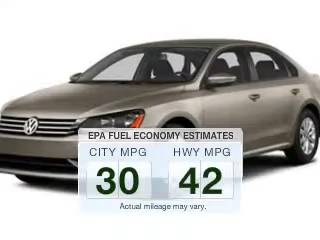 EPA FUEL ECONOMY ESTIMATES
CITY MPG HWY MPG
30 42
Actual mileage may vary.